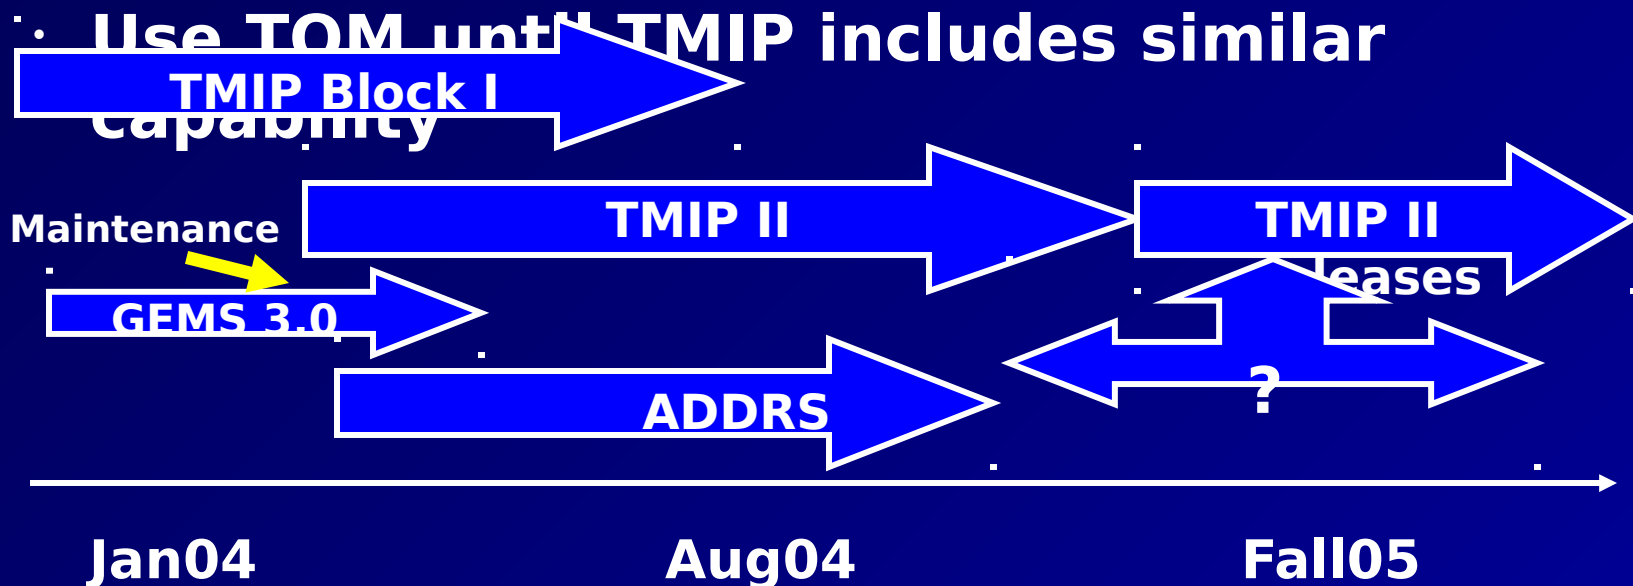 • Use TOM until TMIP includes similar
capability
TMIP Block I
TMIP II
TMIP II
Maintenance
GEMS 3.0
ADDRS
?
Jan04
Aug04
Fall05